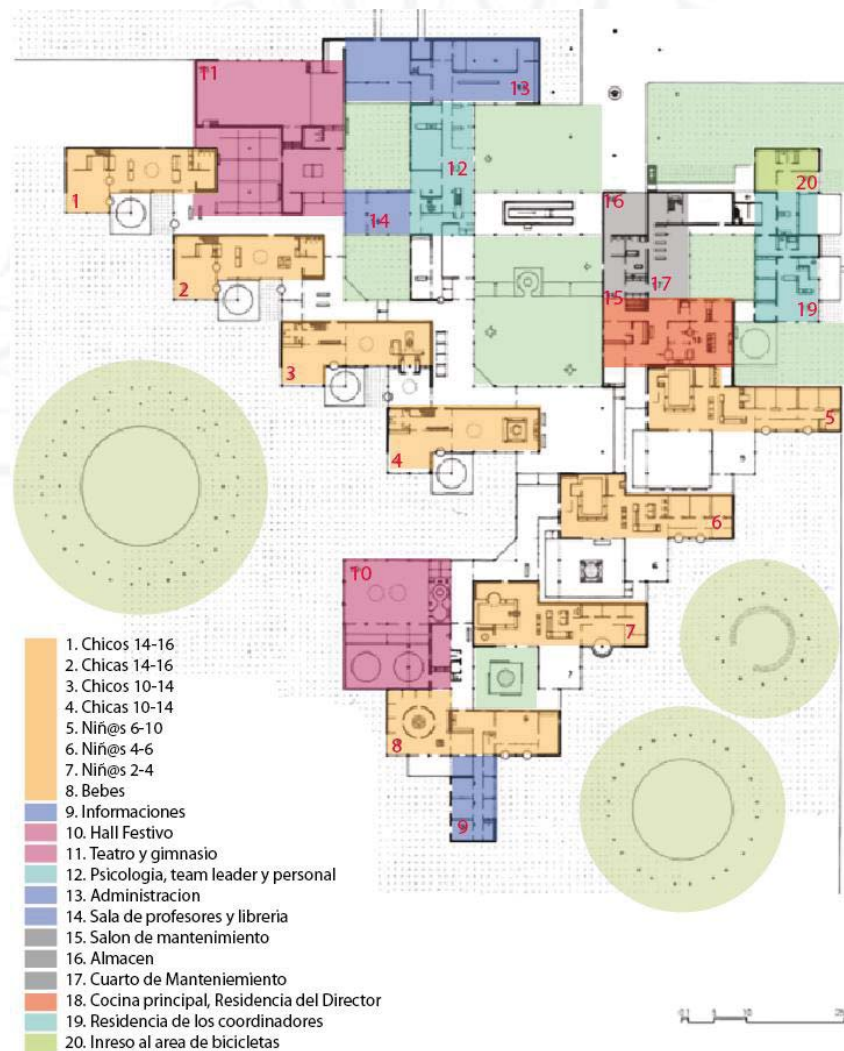 11
13
12
1
20
14
16
2
17
15
19
3
5
4
6
10
7
8
9
1. Chicos 14-16
2. Chicas 14-16
3. Chicos 10-14
4. Chicas 10-14
5. Niñ@s 6-10
6. Niñ@s 4-6
7. Niñ@s 2-4
8. Bebes
9. Informaciones
10. Hall Festivo
11. Teatro y gimnasio
12. Psicologia, team leader y personal
13. Administracion
14. Sala de profesores y libreria
15. Salon de mantenimiento
16. Almacen
17. Cuarto de Manteniemiento
18. Cocina principal, Residencia del Director
19. Residencia de los coordinadores
20. Inreso al area de bicicletas